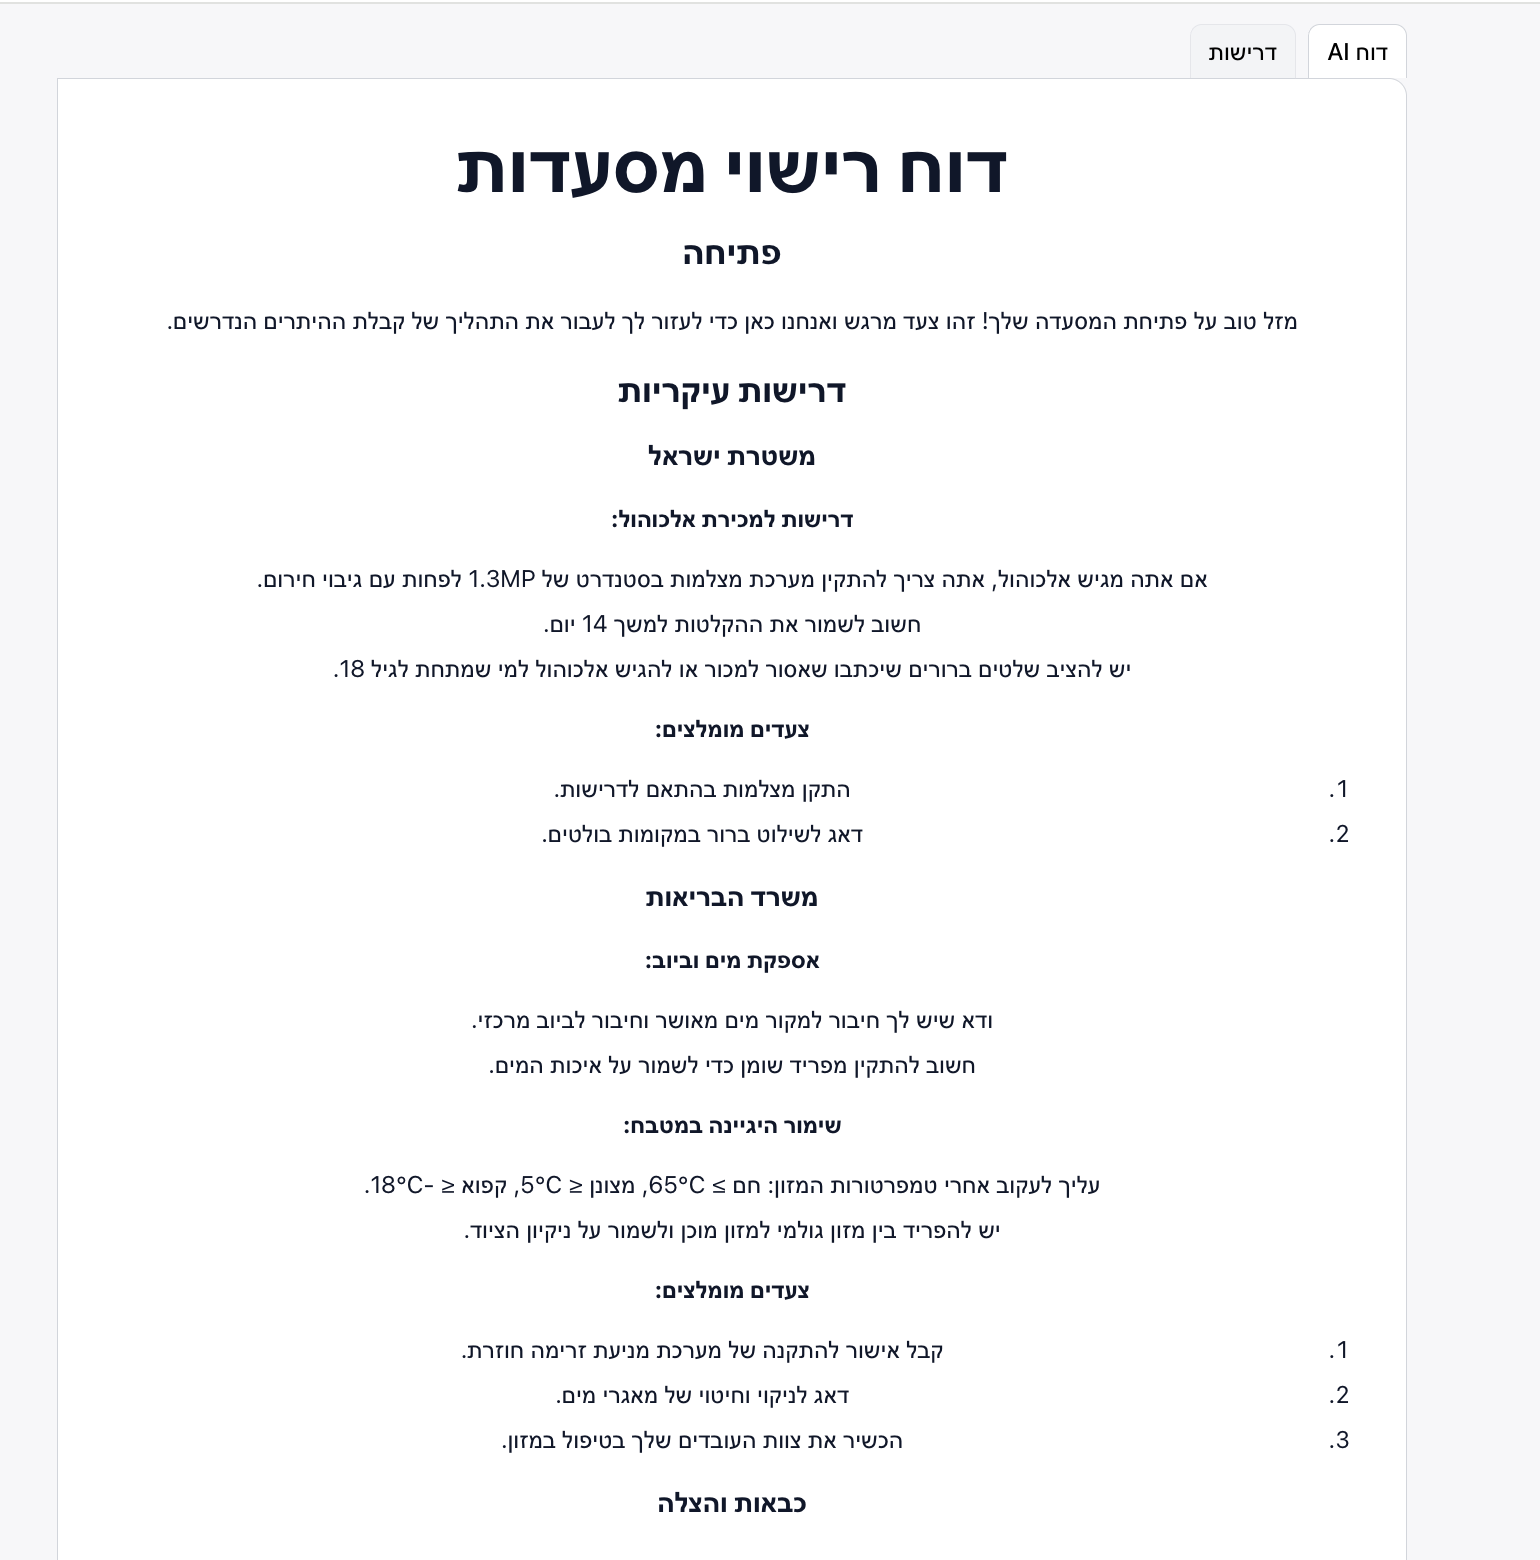 דוח AI
דרישות
דוח רישוי מסעדות
פתיחה
מזל טוב על פתיחת המסעדה שלך! זהו צעד מרגש ואנחנו כאן כדי לעזור לך לעבור את התהליך של קבלת ההיתרים הנדרשים.
דרישות עיקריות
משטרת ישראל
דרישות למכירת אלכוהול:
אם אתה מגיש אלכוהול, אתה צריך להתקין מערכת מצלמות בסטנדרט של 1.3MP לפחות עם גיבוי חירום.
חשוב לשמור את ההקלטות למשך 14 יום.
יש להציב שלטים ברורים שיכתבו שאסור למכור או להגיש אלכוהול למי שמתחת לגיל 18.
צעדים מומלצים:
1. התקן מצלמות בהתאם לדרישות.
2. דאג לשילוט ברור במקומות בולטים.
משרד הבריאות
אספקת מים וביוב:
ודא שיש לך חיבור למקור מים מאושר וחיבור לביוב מרכזי.
חשוב להתקין מפריד שומן כדי לשמור על איכות המים.
שימור היגיינה במטבח:
עליך לעקוב אחרי טמפרטורות המזון: חם ≥ 65°C, מצונן ≤ 5°C, קפוא ≤ -18°C.
יש להפריד בין מזון גולמי למזון מוכן ולשמור על ניקיון הציוד.
צעדים מומלצים:
1. קבל אישור להתקנה של מערכת מניעת זרימה חוזרת.
2. דאג לניקוי וחיטוי של מאגרי מים.
3. הכשיר את צוות העובדים שלך בטיפול במזון.
כבאות והצלה